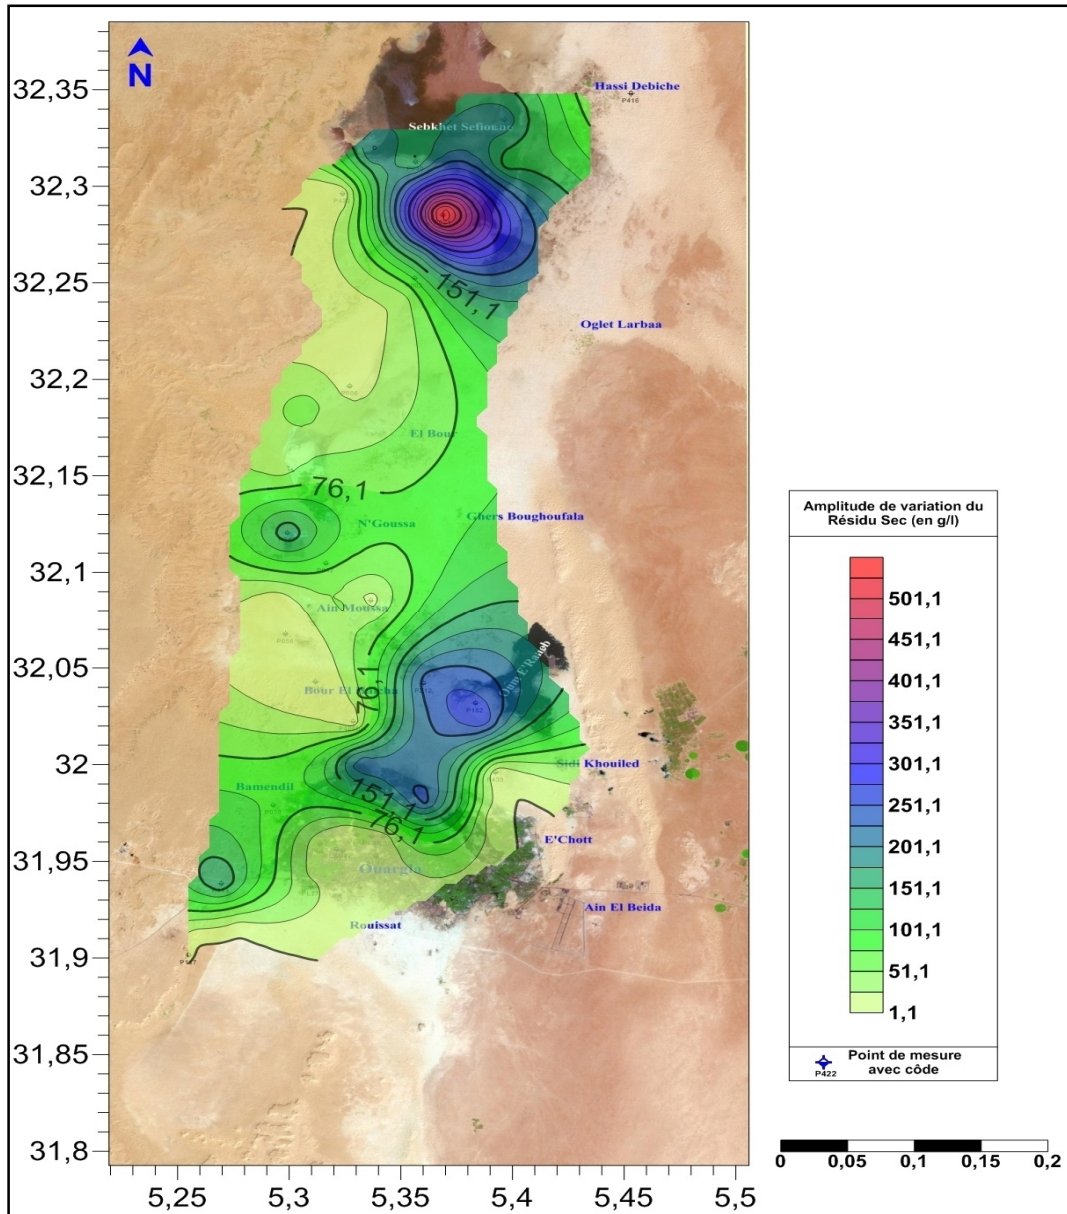 N
32,35
32,3
32,25
32,2
32,15
32,1
32,05
32
31,95
31,9
31,85
31,8
5,25
5,3
5,35
5,4
5,45
5,5
Hassi Debiche
P416
Sebkhet Sefioune
151,1
Oglet Larbaa
El Bour
76,1
N'Goussa
Ghers Boughoufala
Ain Moussa
76,1
Bour El
Oum E'Raneb
P162
Sidi Khouiled
Bamendil
151,1
76,1
E'Chott
Ouargla
Ain El Beida
Rouissat
Amplitude de variation du
Résidu Sec (en g/l)
501,1
451,1
401,1
351,1
301,1
251,1
201,1
151,1
101,1
51,1
1,1
Point de mesure
avec côde
P422
0 0,05 0,1 0,15 0,2